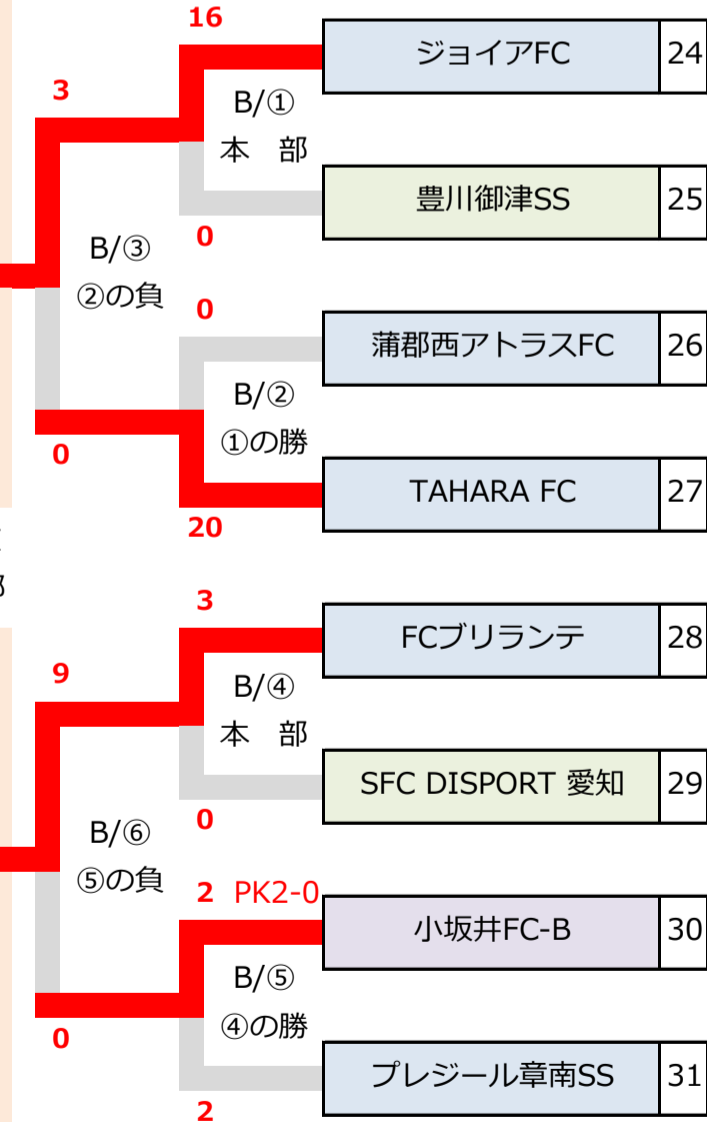 16
ジョイアFC 24
3
B/①
本　部
豊川御津SS 25
0
B/③
②の負
0
蒲郡西アトラスFC 26
B/②
①の勝
0
TAHARA FC 27
20
3
FCブリランテ 28
9
B/④
本　部
SFC DISPORT 愛知 29
0
B/⑥
⑤の負
2 PK2-0
小坂井FC-B 30
B/⑤
④の勝
0
プレジール章南SS 31
2